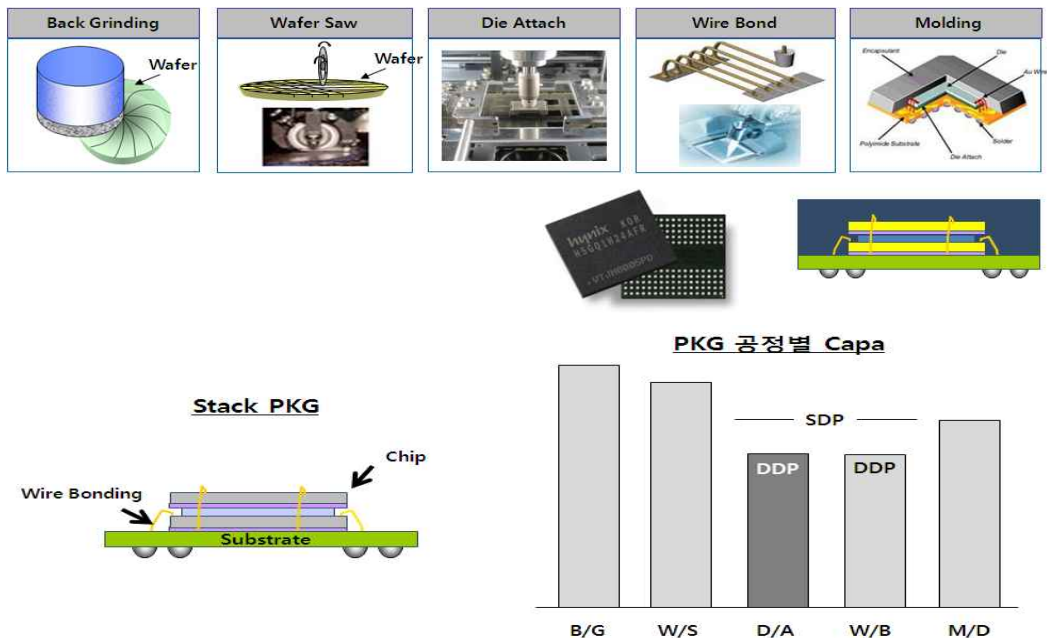 Back Grinding
Wafer Saw
Die Attach
Wire Bond
Molding
Wafer
Wafer
Encapsulant
Die
Au Wire
Polyimide Substrate
Solder
Die Attach
hynix KOR
PKG 공정별 Capa
Stack PKG
Chip
Wire Bonding
Substrate
SDP
DDP
DDP
B/G
W/S
D/A
W/B
M/D